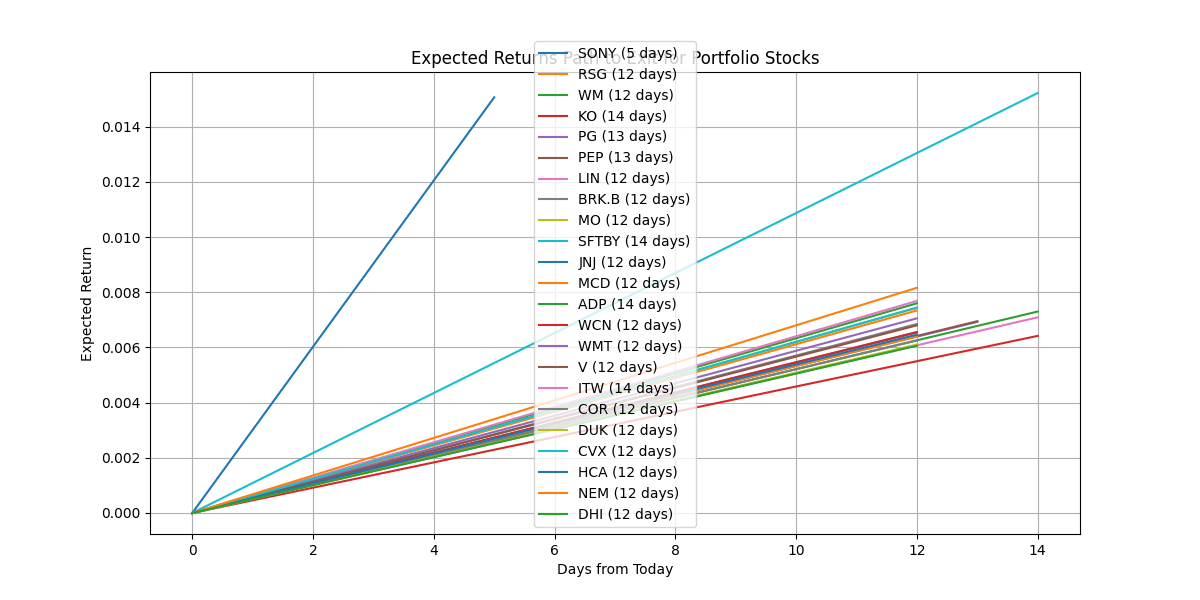 Expected Returns Path to Exit for Portfolio Stocks
SONY (5 days)
RSG (12 days)
WM (12 days)
KO (14 days)
PG (13 days)
PEP (13 days)
LIN (12 days)
BRK.B (12 days)
MO (12 days)
SFTBY (14 days)
JNJ (12 days)
MCD (12 days)
ADP (14 days)
WCN (12 days)
WMT (12 days)
V (12 days)
ITW (14 days)
COR (12 days)
DUK (12 days)
CVX (12 days)
HCA (12 days)
NEM (12 days)
DHI (12 days)
Expected Return
0.014
0.012
0.010
0.008
0.006
0.004
0.002
0.000
0 2 4 6 8 10 12 14
Days from Today